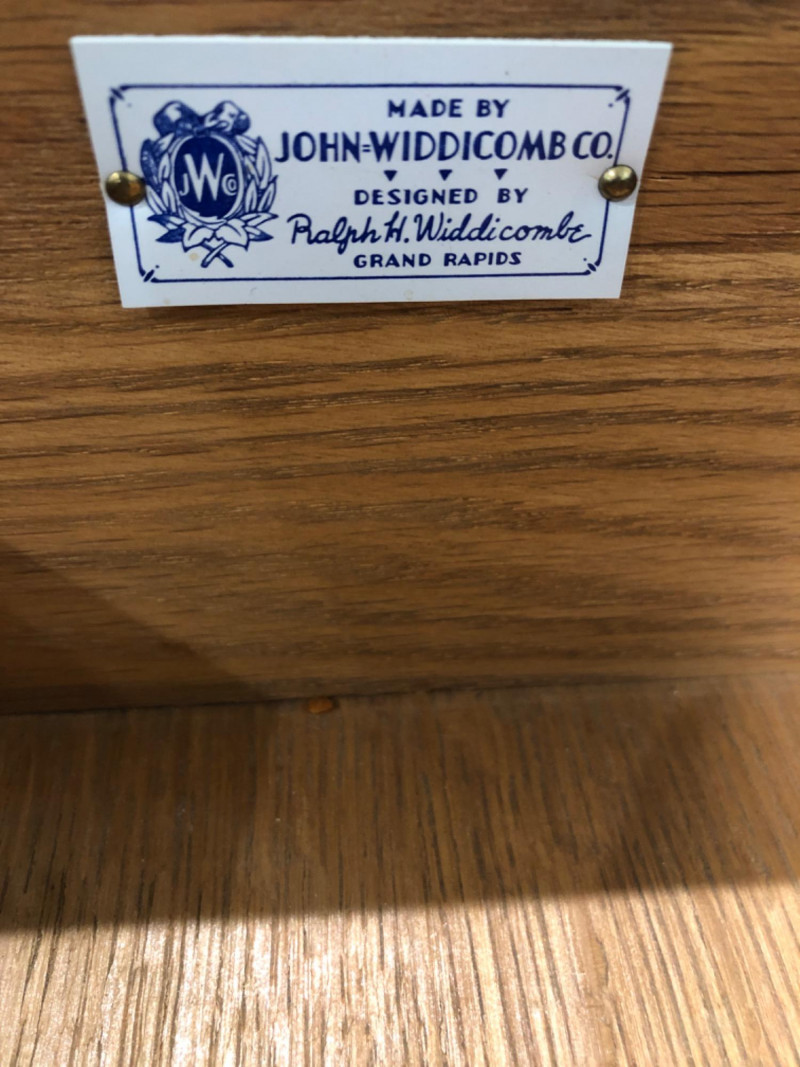 MADE BY
JOHN=WIDDICOMB CO.
DESIGNED BY
Ralph H. Widdicombe
GRAND RAPIDS
JWCo